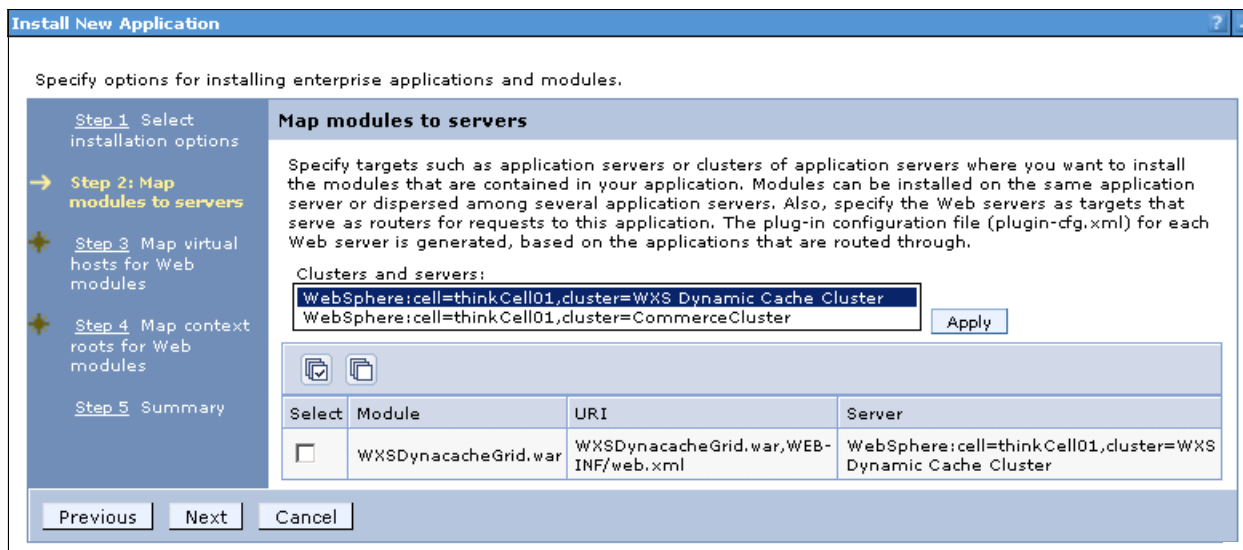 Install New Application
?
Specify options for installing enterprise applications and modules.
Step 1 Select
installation options
Step 2: Map
modules to servers
Step 3 Map virtual
hosts for Web
modules
Step 4 Map context
roots for Web
modules
Step 5 Summary
Map modules to servers
Specify targets such as application servers or clusters of application servers where you want to install
the modules that are contained in your application. Modules can be installed on the same application
server or dispersed among several application servers. Also, specify the Web servers as targets that
serve as routers for requests to this application. The plug-in configuration file (plugin-cfg.xml) for each
Web server is generated, based on the applications that are routed through.
Clusters and servers:
WebSphere:cell=thinkCell01,cluster=WXS Dynamic Cache Cluster
WebSphere:cell=thinkCell01,cluster=CommerceCluster
Apply
Select Module URI Server
WXSDynacacheGrid.war
WXSDynacacheGrid.war,WEB-
INF/web.xml
WebSphere:cell=thinkCell01,cluster=WXS
Dynamic Cache Cluster
Previous Next Cancel